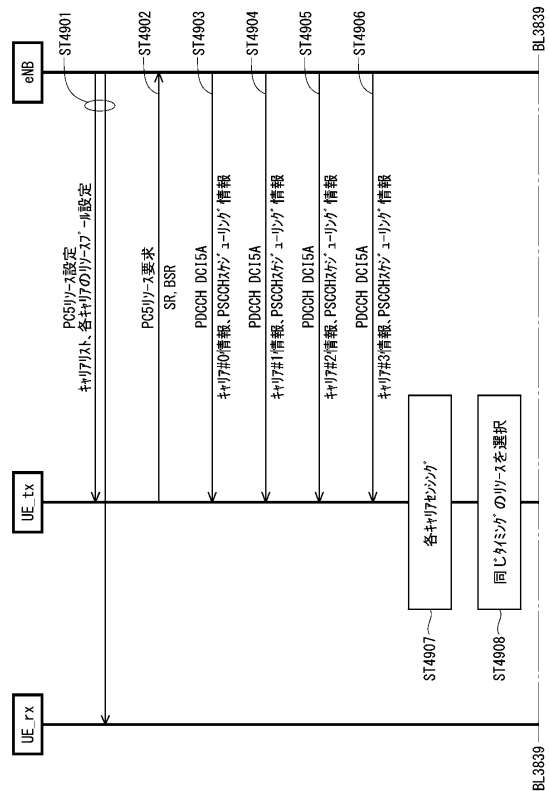 UE_rx
UE_tx
eNB
PC5リソース設定
キャリアリスト、各キャリアのリソースプール設定
ST4901
PC5リソース要求
SR, BSR
ST4902
PDCCH DCI5A
キャリア#0情報、PSCCHスケジューリング情報
ST4903
PDCCH DCI5A
キャリア#1情報、PSCCHスケジューリング情報
ST4904
PDCCH DCI5A
キャリア#2情報、PSCCHスケジューリング情報
ST4905
PDCCH DCI5A
キャリア#3情報、PSCCHスケジューリング情報
ST4906
ST4907
各キャリアセンシング
ST4908
同じタイミングのリソースを選択
BL3839
BL3839